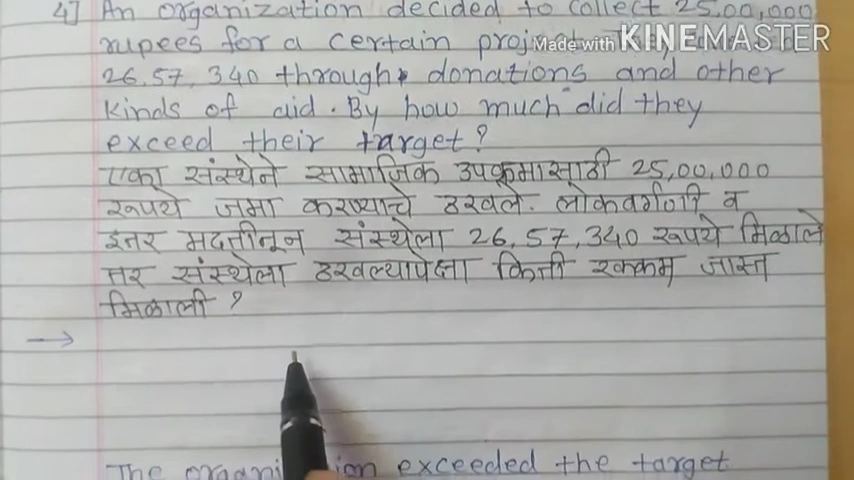 4] An organization decided to collect 25,00,000
rupees for a certain project.
Made with KINEMASTER
26,57,340 through donations and other
kinds of aid. By how much did they
exceed their target?
एका संस्थेने सामाजिक उपक्रमासाठी 25,00,000
रूपये जमा करण्याचे ठरवले. लोकवर्गणी व
इतर मदतीतून संस्थेला 26,57,340 रूपये मिळाले
तर संस्थेला ठरवल्यापेक्षा किती रक्कम जास्त
मिळाली ?
→
The exceeded the target